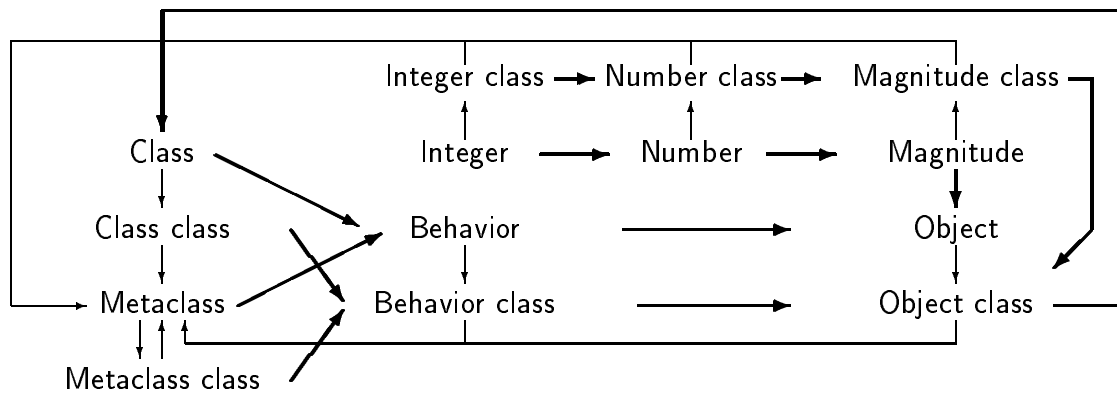 Integer class Number class Magnitude class
Class Integer Number Magnitude
Class class Behavior Object
Metaclass Behavior class Object class
Metaclass class